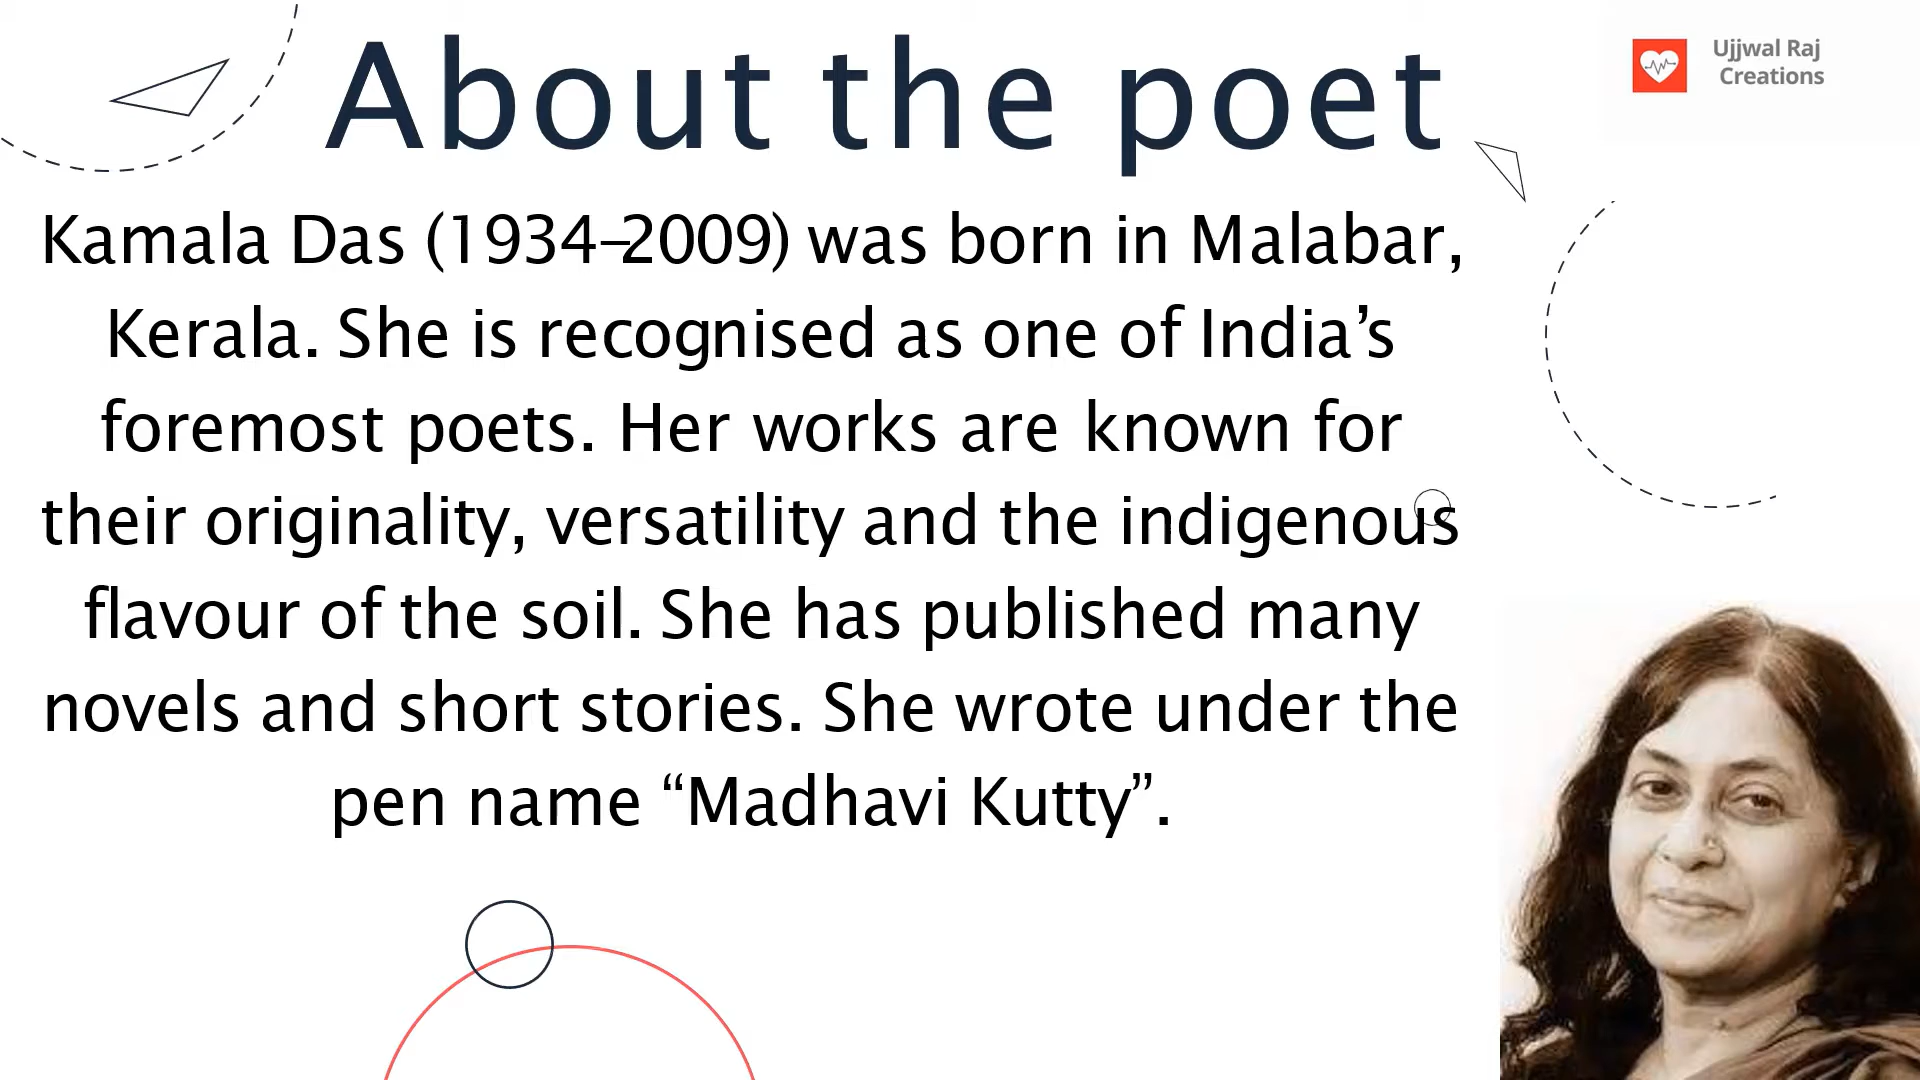 About the poet
Ujjwal Raj
Creations
Kamala Das (1934–2009) was born in Malabar,
Kerala. She is recognised as one of India’s
foremost poets. Her works are known for
their originality, versatility and the indigenous
flavour of the soil. She has published many
novels and short stories. She wrote under the
pen name “Madhavi Kutty”.